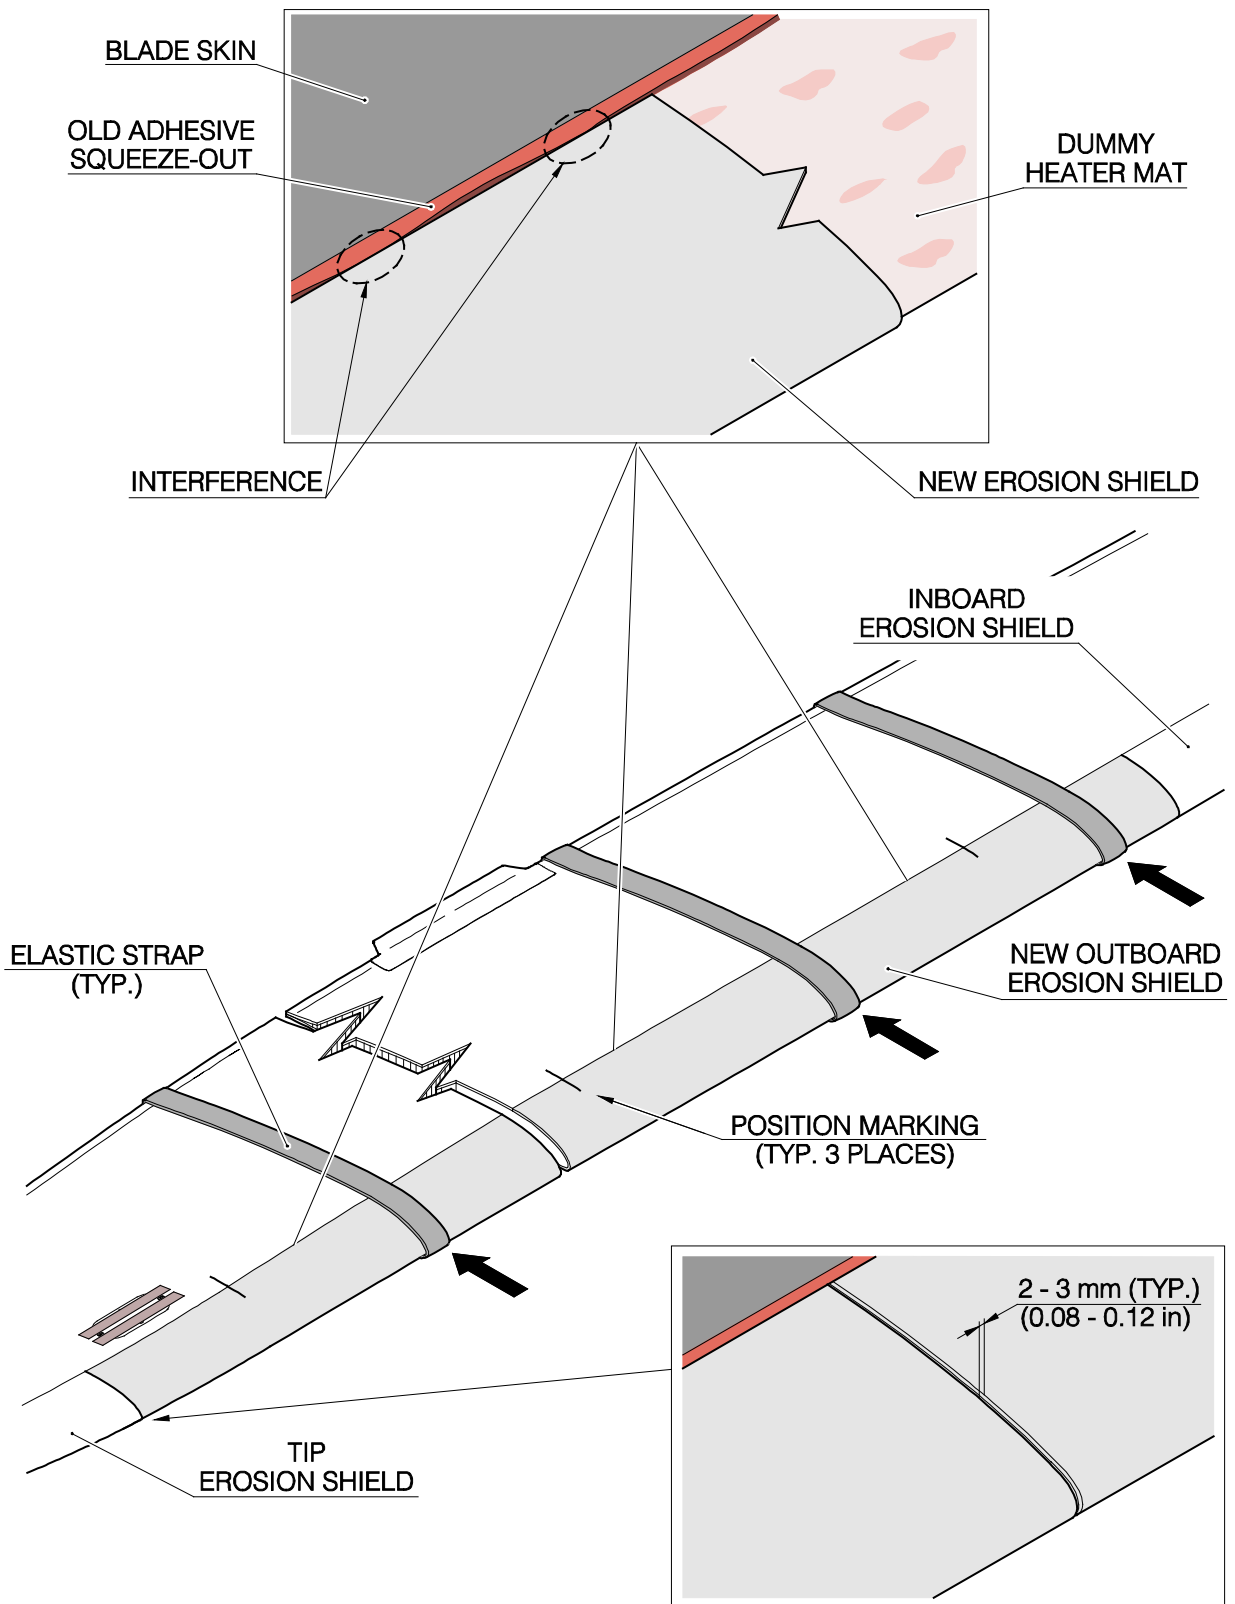 BLADE SKIN
OLD ADHESIVE
SQUEEZE-OUT
DUMMY
HEATER MAT
INTERFERENCE
NEW EROSION SHIELD
INBOARD
EROSION SHIELD
ELASTIC STRAP
(TYP.)
NEW OUTBOARD
EROSION SHIELD
POSITION MARKING
(TYP. 3 PLACES)
2 - 3 mm (TYP.)
(0.08 - 0.12 in)
TIP
EROSION SHIELD